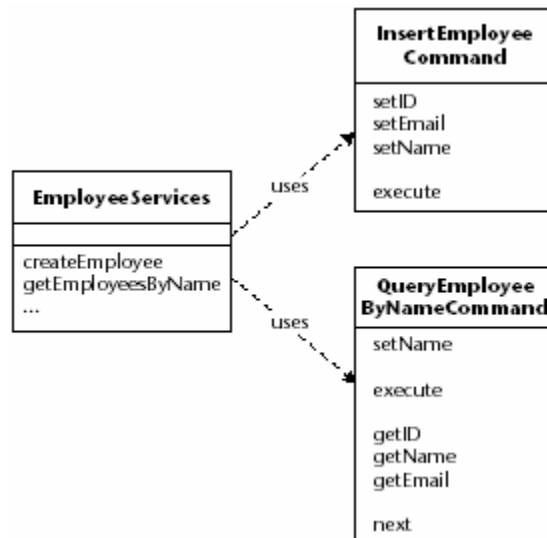 InsertEmployee
Command
setID
setEmail
setName
execute
uses
EmployeeServices
createEmployee
getEmployeesByName
...
uses
QueryEmployee
ByNameCommand
setName
execute
getID
getName
getEmail
next